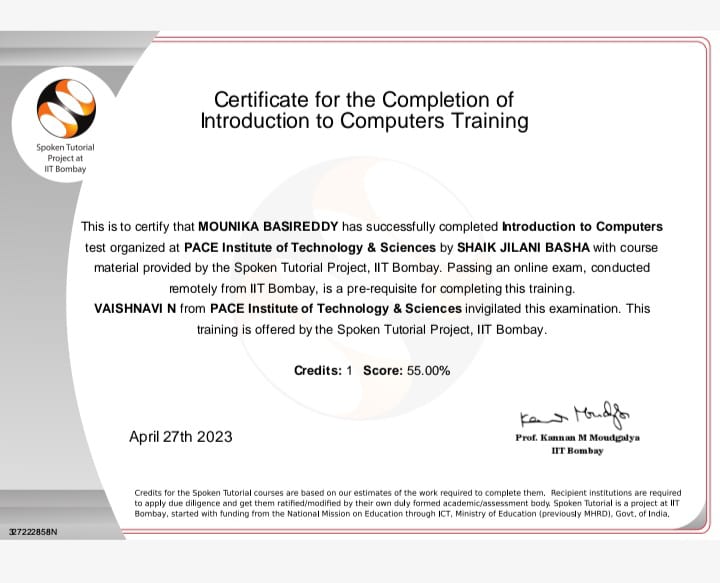 Certificate for the Completion of
Introduction to Computers Training
Spoken Tutorial
Project at
IIT Bombay
This is to certify that MOUNIKA BASIREDDY has successfully completed Introduction to Computers
test organized at PACE Institute of Technology & Sciences by SHAIK JILANI BASHA with course
material provided by the Spoken Tutorial Project, IIT Bombay. Passing an online exam, conducted
remotely from IIT Bombay, is a pre-requisite for completing this training.
VAISHNAVI N from PACE Institute of Technology & Sciences invigilated this examination. This
training is offered by the Spoken Tutorial Project, IIT Bombay.
Credits: 1 Score: 55.00%
April 27th 2023
Prof. Kannan M Moudgalya
IIT Bombay
Credits for the Spoken Tutorial courses are based on our estimates of the work required to complete them. Recipient institutions are required
to apply due diligence and get them ratified/modified by their own duly formed academic/assessment body. Spoken Tutorial is a project at IIT
Bombay, started with funding from the National Mission on Education through ICT, Ministry of Education (previously MHRD), Govt, of India.